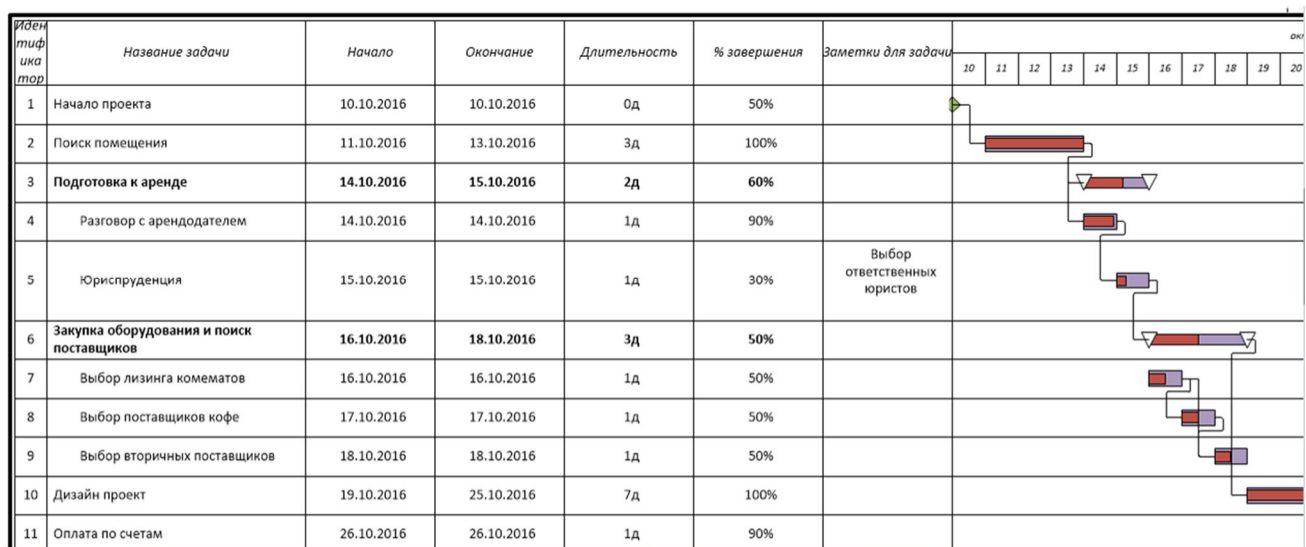 Идентификатор Название задачи Начало Окончание Длительность % завершения Заметки для задачи
10 11 12 13 14 15 16 17 18 19 20
1 Начало проекта 10.10.2016 10.10.2016 0д 50%
2 Поиск помещения 11.10.2016 13.10.2016 3д 100%
3 Подготовка к аренде 14.10.2016 15.10.2016 2д 60%
4 Разговор с арендодателем 14.10.2016 14.10.2016 1д 90%
5 Юриспруденция 15.10.2016 15.10.2016 1д 30% Выбор
ответственных
юристов
6 Закупка оборудования и поиск
поставщиков 16.10.2016 18.10.2016 3д 50%
7 Выбор лизинга комематов 16.10.2016 16.10.2016 1д 50%
8 Выбор поставщиков кофе 17.10.2016 17.10.2016 1д 50%
9 Выбор вторичных поставщиков 18.10.2016 18.10.2016 1д 50%
10 Дизайн проект 19.10.2016 25.10.2016 7д 100%
11 Оплата по счетам 26.10.2016 26.10.2016 1д 90%